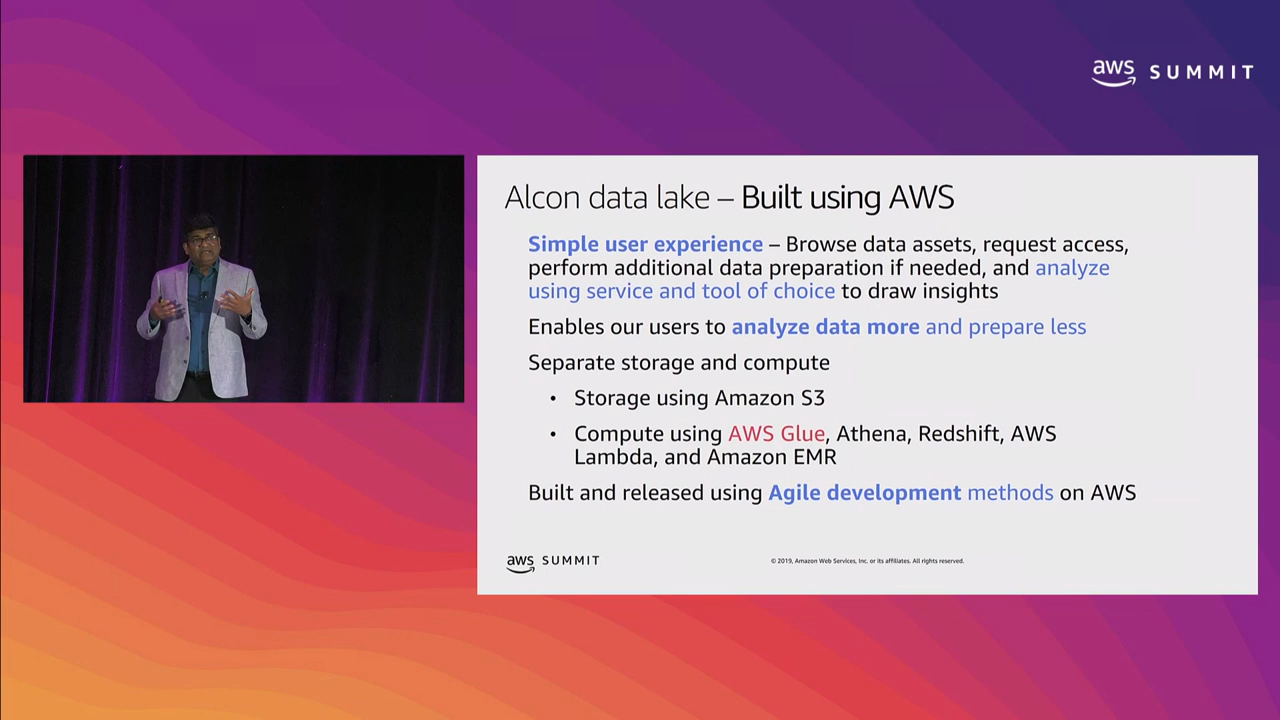 aws SUMMIT
Alcon data lake – Built using AWS
Simple user experience – Browse data assets, request access,
perform additional data preparation if needed, and analyze
using service and tool of choice to draw insights
Enables our users to analyze data more and prepare less
Separate storage and compute
• Storage using Amazon S3
• Compute using AWS Glue, Athena, Redshift, AWS
Lambda, and Amazon EMR
Built and released using Agile development methods on AWS
aws SUMMIT
© 2019, Amazon Web Services, Inc. or its affiliates. All rights reserved.